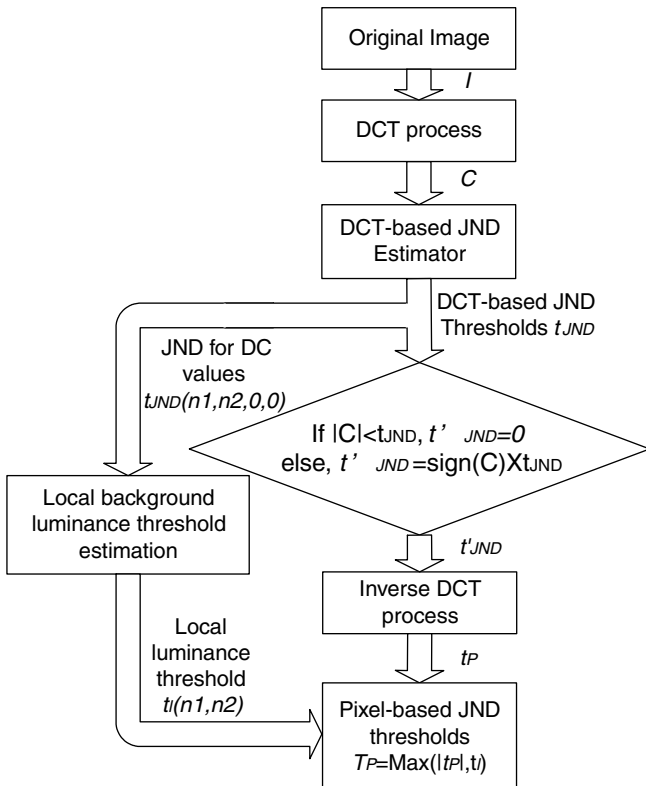 Original Image
I
DCT process
C
DCT-based JND
Estimator
DCT-based JND
Thresholds tJND
JND for DC
values
tJND(n1,n2,0,0)
If |C|<tJND, t’ JND=0
else, t’ JND=sign(C)XtJND
Local background
luminance threshold
estimation
t'JND
Inverse DCT
process
Local
luminance
threshold
tl(n1,n2)
tP
Pixel-based JND
thresholds
TP=Max(|tP|,tl)